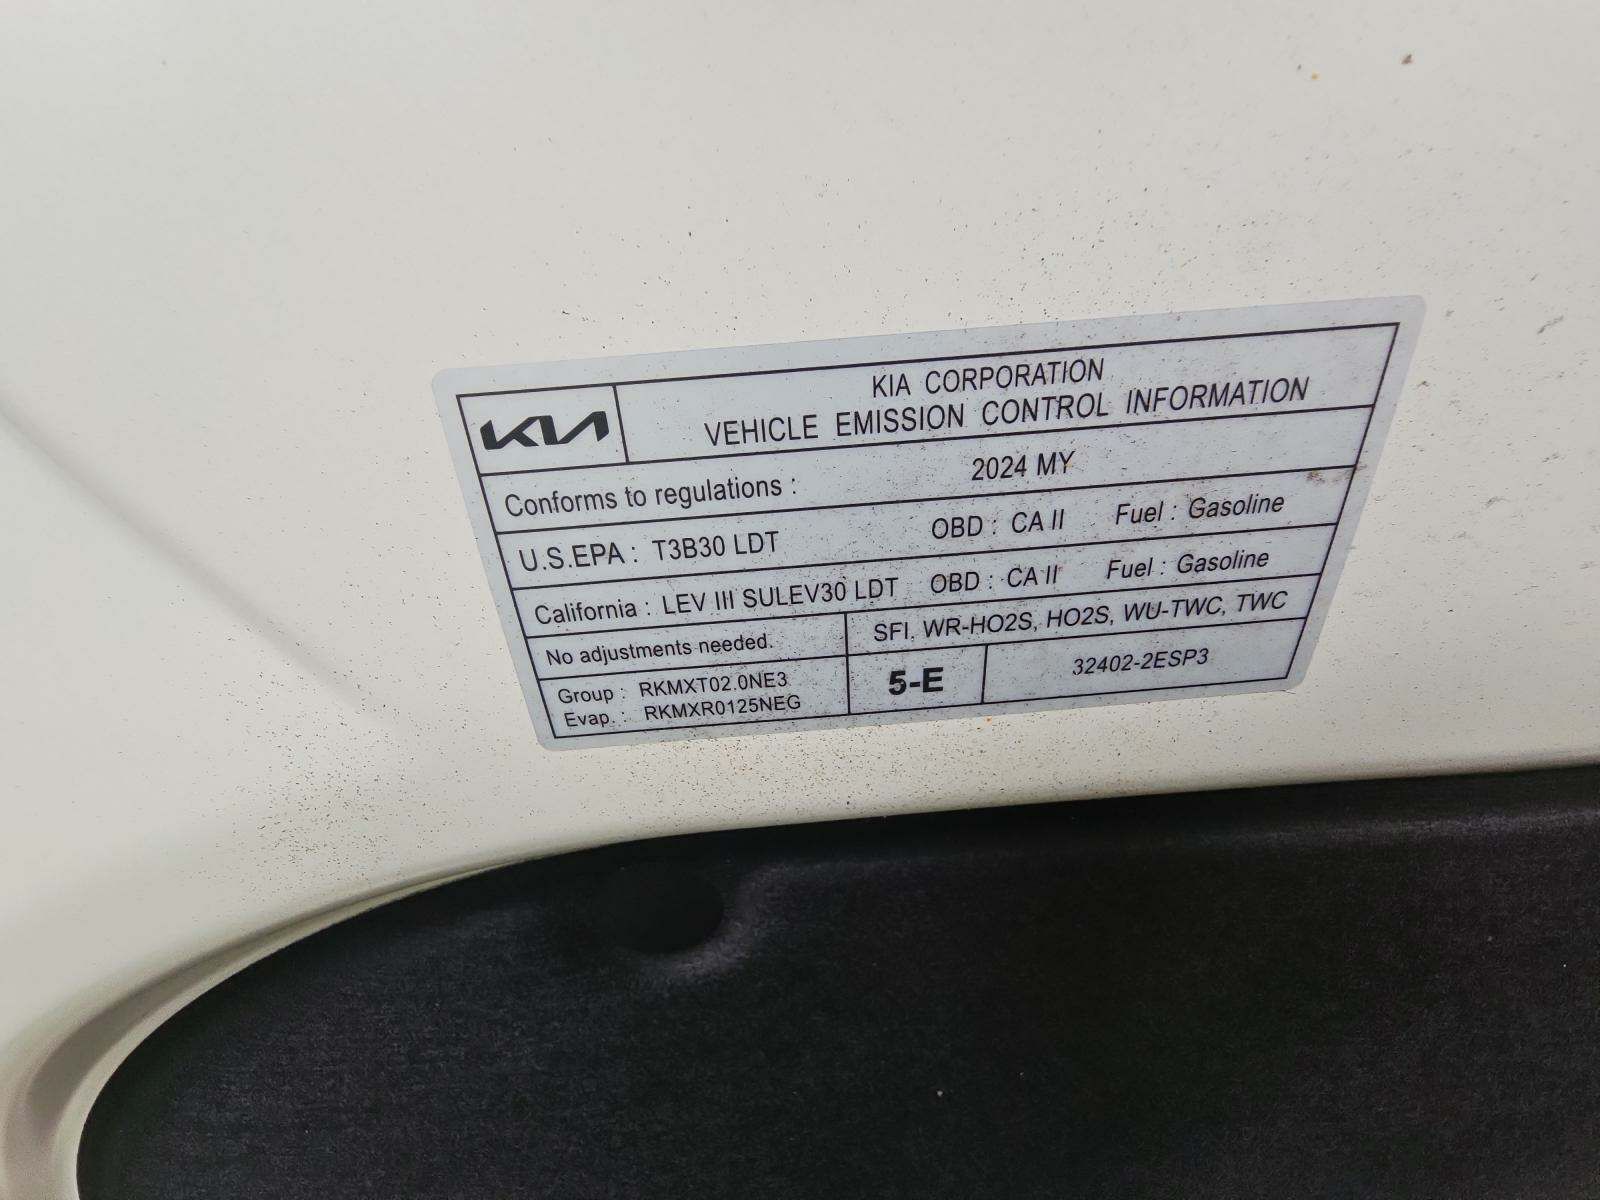 KIA
KIA CORPORATION
VEHICLE EMISSION CONTROL INFORMATION
Conforms to regulations : 2024 MY
U.S.EPA : T3B30 LDT OBD : CA II Fuel : Gasoline
California : LEV III SULEV30 LDT OBD : CA II Fuel : Gasoline
No adjustments needed. SFI, WR-HO2S, HO2S, WU-TWC, TWC
Group : RKMXT02.0NE3
Evap. : RKMXR0125NEG
5-E
32402-2ESP3